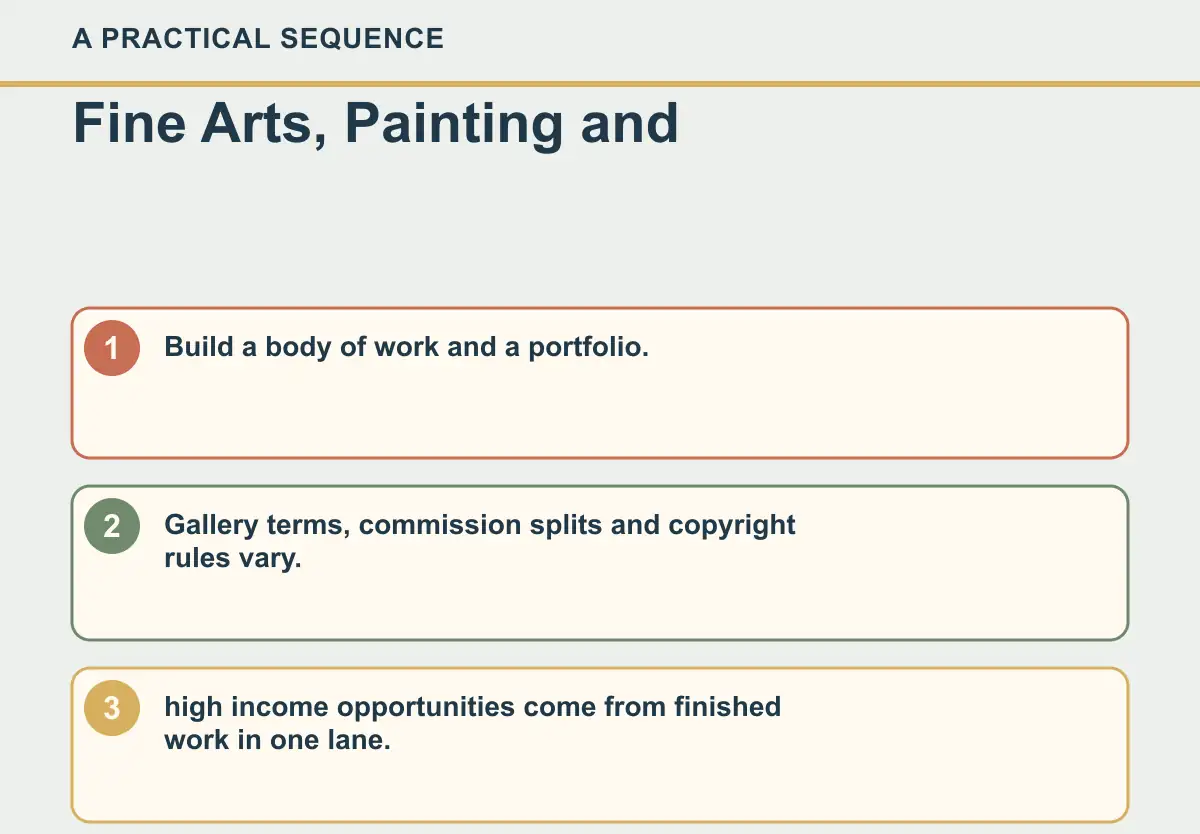 A PRACTICAL SEQUENCE
Fine Arts, Painting and
1
Build a body of work and a portfolio.
2
Gallery terms, commission splits and copyright
rules vary.
3
high income opportunities come from finished
work in one lane.